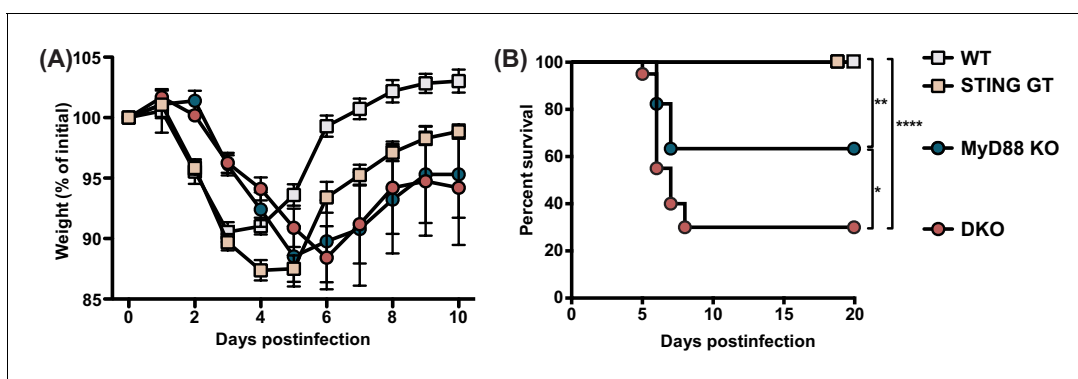 (A)
105
100
95
90
85
Weight (% of initial)
0 2 4 6 8 10
Days postinfection
(B)
100
80
60
40
20
0
Percent survival
0 5 10 15 20
Days postinfection
**
****
*
WT
STING GT
MyD88 KO
DKO